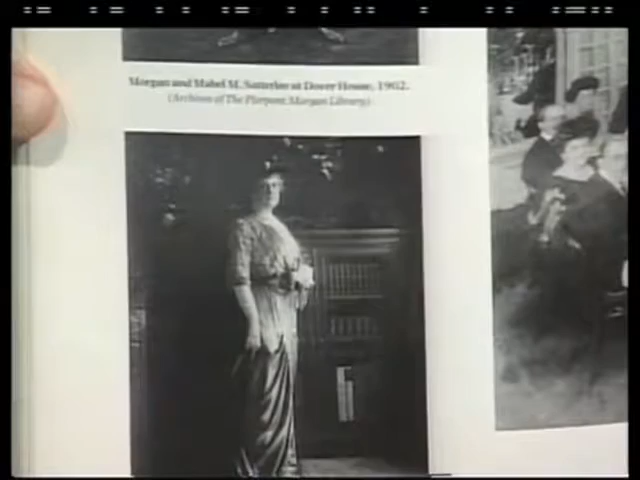 Morgan and Mabel M. Satterlee at Dover House, 1902.
(Archives of The Pierpont Morgan Library)